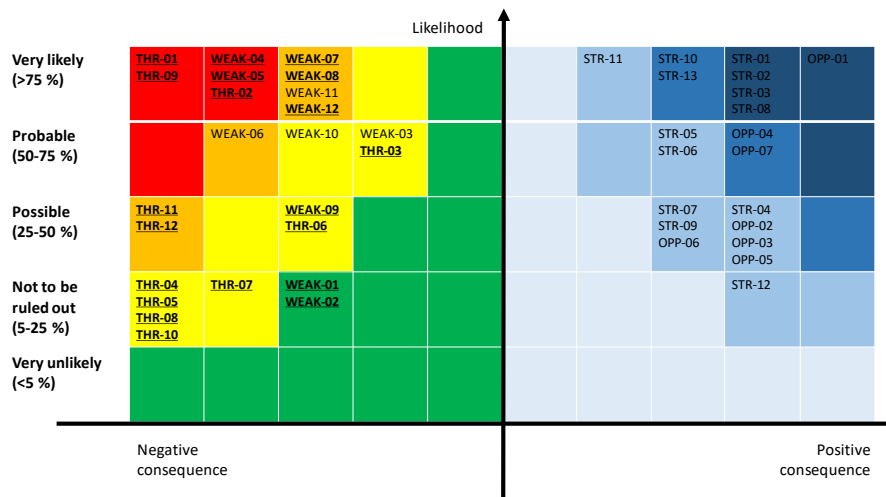 Likelihood
Very likely
(>75 %)
THR-01
THR-09
WEAK-04
WEAK-05
THR-02
WEAK-07
WEAK-08
WEAK-11
WEAK-12
STR-11
STR-10
STR-13
STR-01
STR-02
STR-03
STR-08
OPP-01
Probable
(50-75 %)
WEAK-06
WEAK-10
WEAK-03
THR-03
STR-05
STR-06
OPP-04
OPP-07
Possible
(25-50 %)
THR-11
THR-12
WEAK-09
THR-06
STR-07
STR-09
OPP-06
STR-04
OPP-02
OPP-03
OPP-05
Not to be
ruled out
(5-25 %)
THR-04
THR-05
THR-08
THR-10
THR-07
WEAK-01
WEAK-02
STR-12
Very unlikely
(<5 %)
Negative
consequence
Positive
consequence